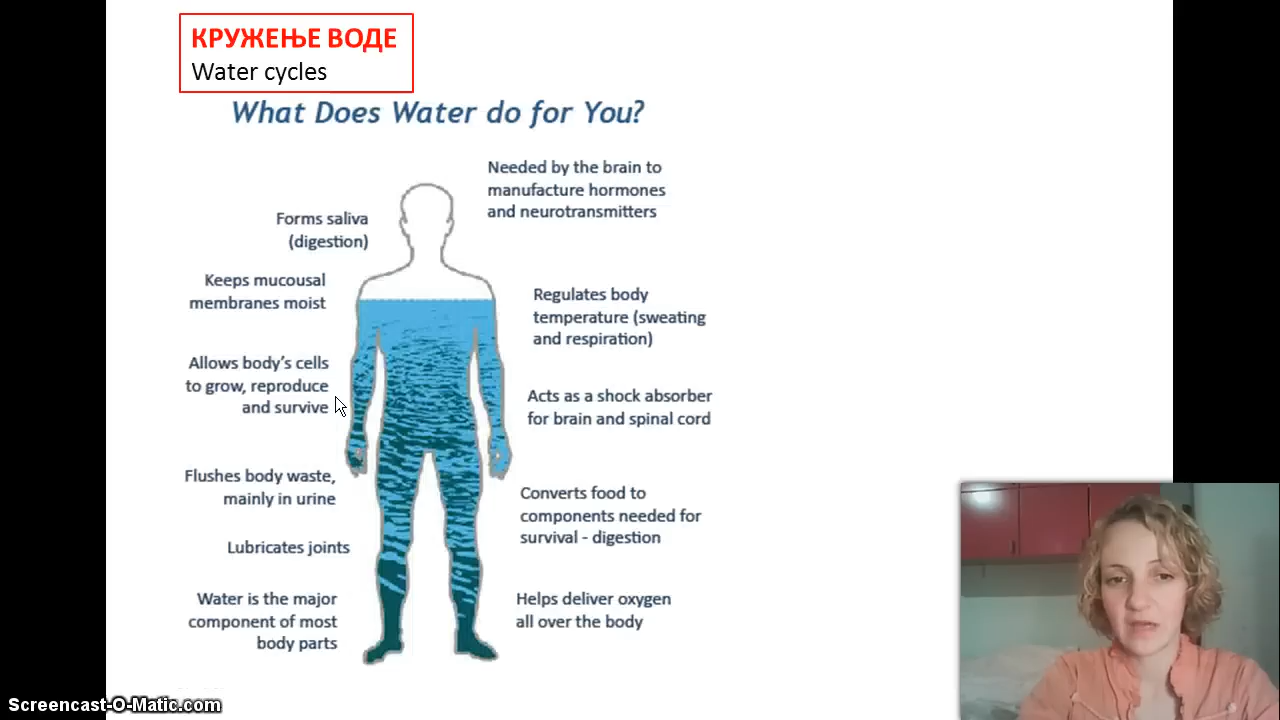 КРУЖЕЊЕ ВОДЕ
Water cycles
What Does Water do for You?
Needed by the brain to
manufacture hormones
and neurotransmitters
Forms saliva
(digestion)
Keeps mucousal
membranes moist
Regulates body
temperature (sweating
and respiration)
Allows body's cells
to grow, reproduce
and survive
Acts as a shock absorber
for brain and spinal cord
Flushes body waste,
mainly in urine
Converts food to
components needed for
survival - digestion
Lubricates joints
Water is the major
component of most
body parts
Helps deliver oxygen
all over the body
Screencast-O-Matic.com